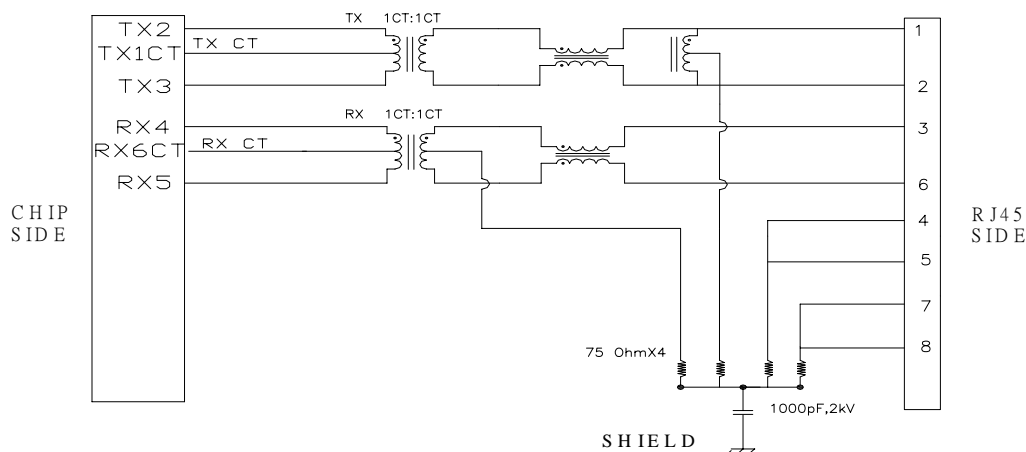 TX2
TX1CT
TX3
RX4
RX6CT
RX5
CHIP
SIDE
TX CT
RX CT
TX 1CT:1CT
RX 1CT:1CT
1
2
3
6
4
5
7
8
RJ45
SIDE
75 OhmX4
1000pF,2kV
SHIELD